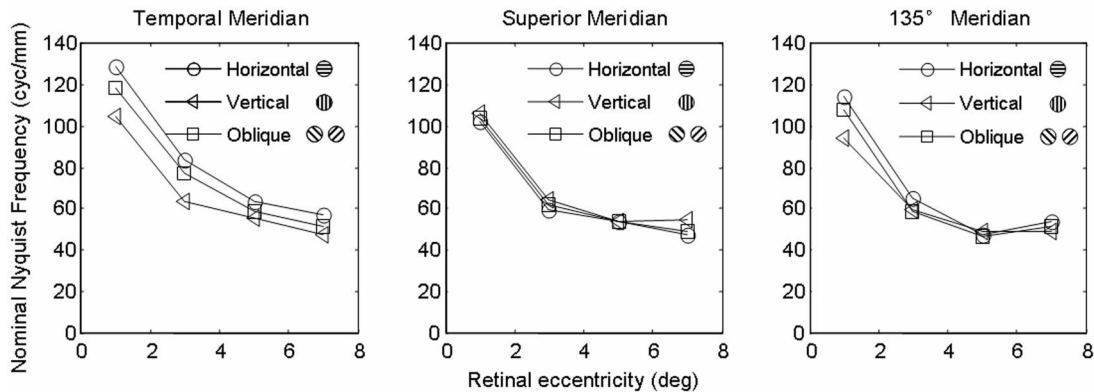 Temporal Meridian
Superior Meridian
135° Meridian
Nominal Nyquist Frequency (cyc/mm)
140
120
100
80
60
40
20
0
Horizontal
Vertical
Oblique
0 2 4 6 8
140
120
100
80
60
40
20
0
Horizontal
Vertical
Oblique
0 2 4 6 8
140
120
100
80
60
40
20
0
Horizontal
Vertical
Oblique
0 2 4 6 8
Retinal eccentricity (deg)